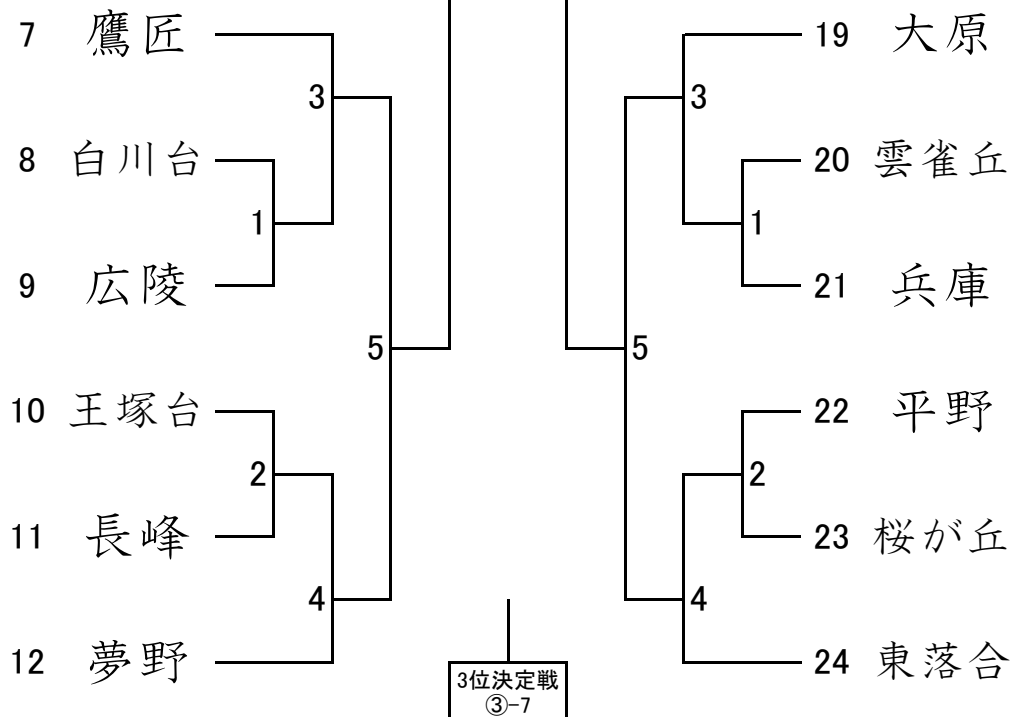 7 鷹匠
3
8 白川台
1
9 広陵
5
10 王塚台
2
11 長峰
4
12 夢野
19 大原
3
20 雲雀丘
1
21 兵庫
5
22 平野
2
23 桜が丘
4
24 東落合
3位決定戦
③-7